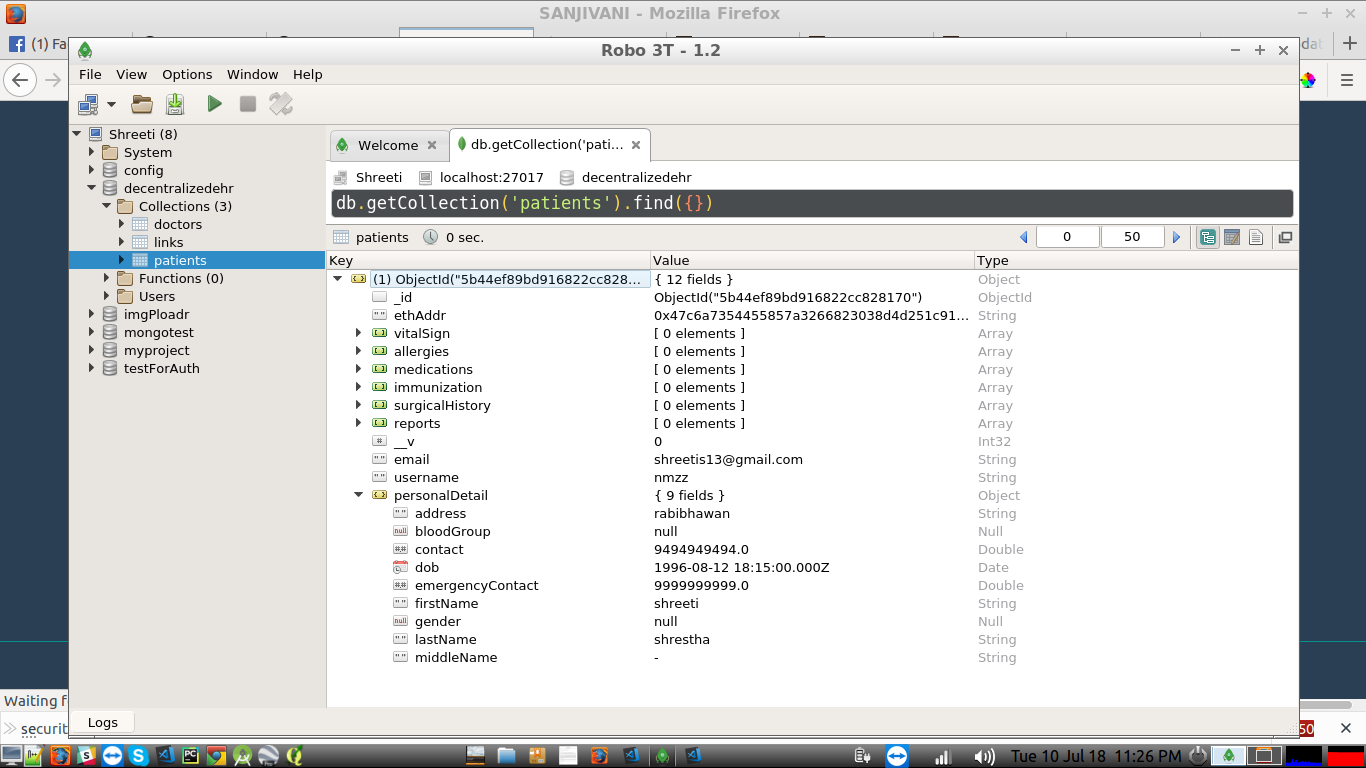 SANJIVANI - Mozilla Firefox
(1) Fa
Robo 3T - 1.2
File View Options Window Help
Shreeti (8)
System
config
decentralizedehr
Collections (3)
doctors
links
patients
Functions (0)
Users
imgPloadr
mongotest
myproject
testForAuth
Welcome
db.getCollection('pati...
Shreeti localhost:27017 decentralizedehr
db.getCollection('patients').find({})
patients 0 sec. 0 50
Key Value Type
(1) ObjectId("5b44ef89bd916822cc828... { 12 fields } Object
_id ObjectId("5b44ef89bd916822cc828170") ObjectId
ethAddr 0x47c6a7354455857a3266823038d4d251c91... String
vitalSign [ 0 elements ] Array
allergies [ 0 elements ] Array
medications [ 0 elements ] Array
immunization [ 0 elements ] Array
surgicalHistory [ 0 elements ] Array
reports [ 0 elements ] Array
__v 0 Int32
email shreetis13@gmail.com String
username nmzz String
personalDetail { 9 fields } Object
address rabibhawan String
bloodGroup null Null
contact 9494949494.0 Double
dob 1996-08-12 18:15:00.000Z Date
emergencyContact 9999999999.0 Double
firstName shreeti String
gender null Null
lastName shrestha String
middleName - String
Waiting f
securit
Logs
50
Tue 10 Jul 18 11:26 PM